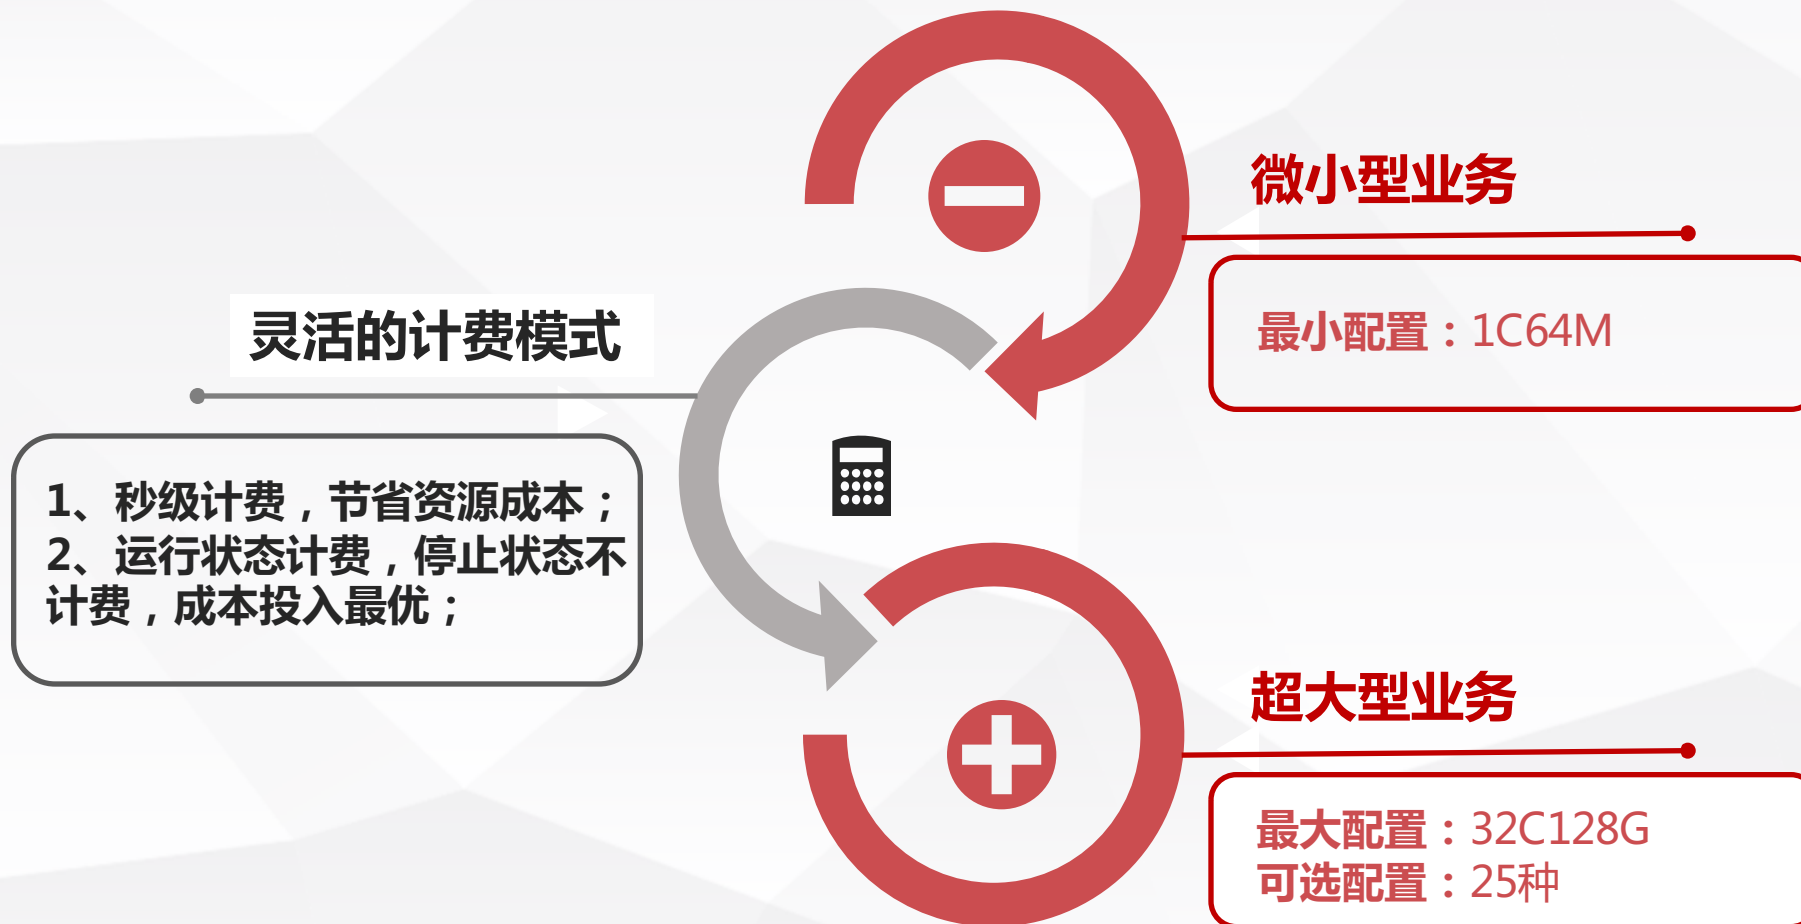 微小型业务
最小配置：1C64M
灵活的计费模式
1、秒级计费，节省资源成本；
2、运行状态计费，停止状态不
计费，成本投入最优；
超大型业务
最大配置：32C128G
可选配置：25种